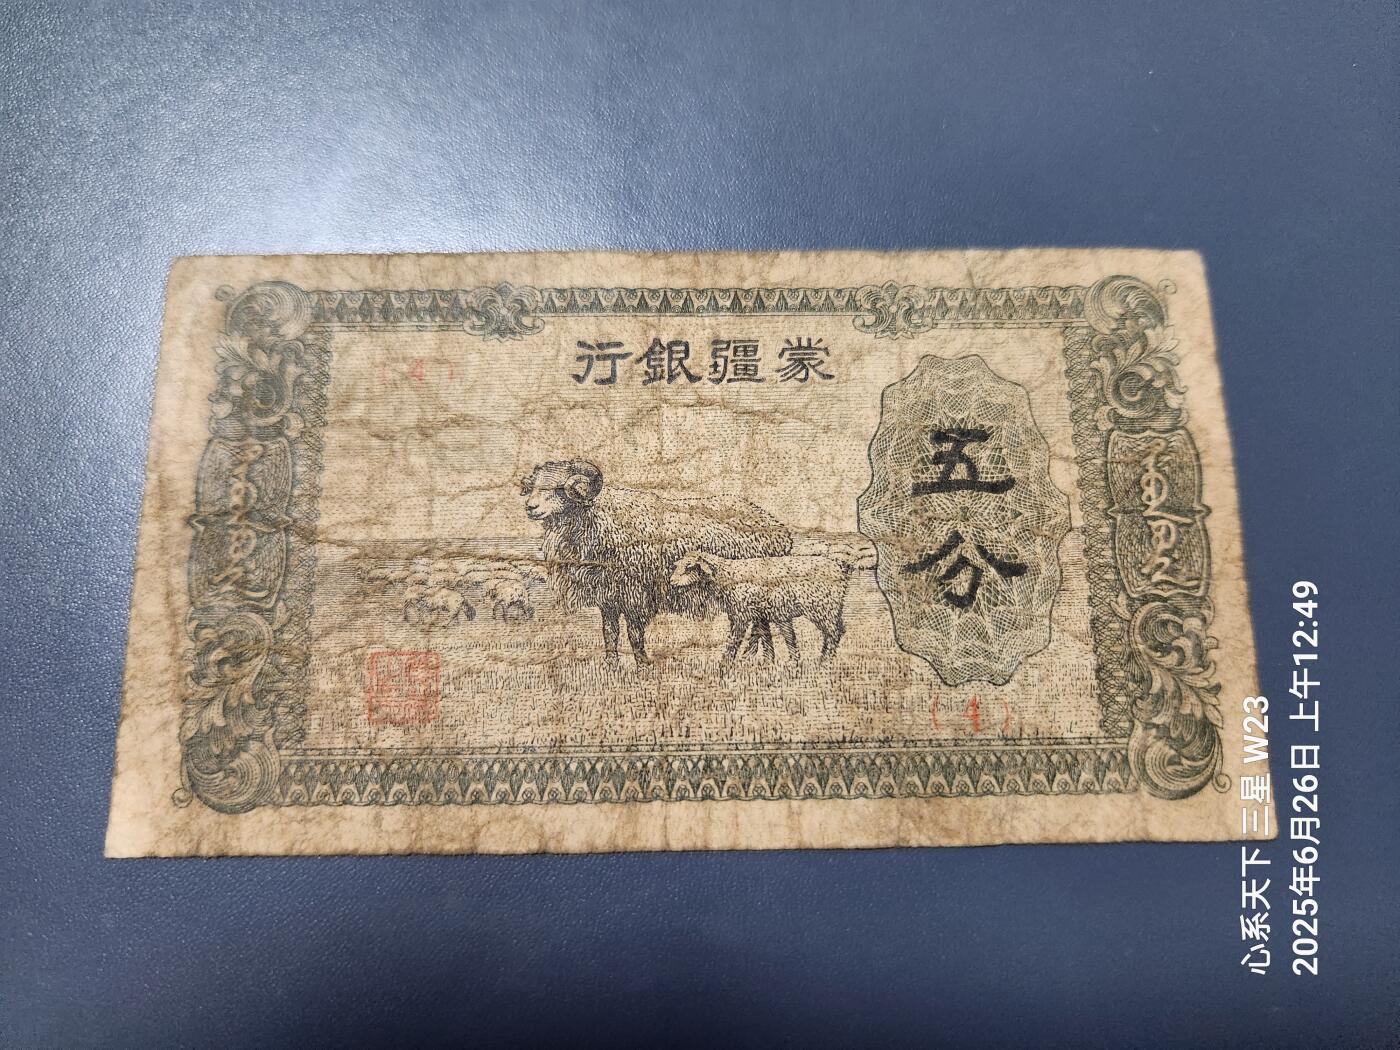 行銀疆蒙
(4)
五
分
(4)
心系天下 三星 W23
2025年6月26日 上午12:49